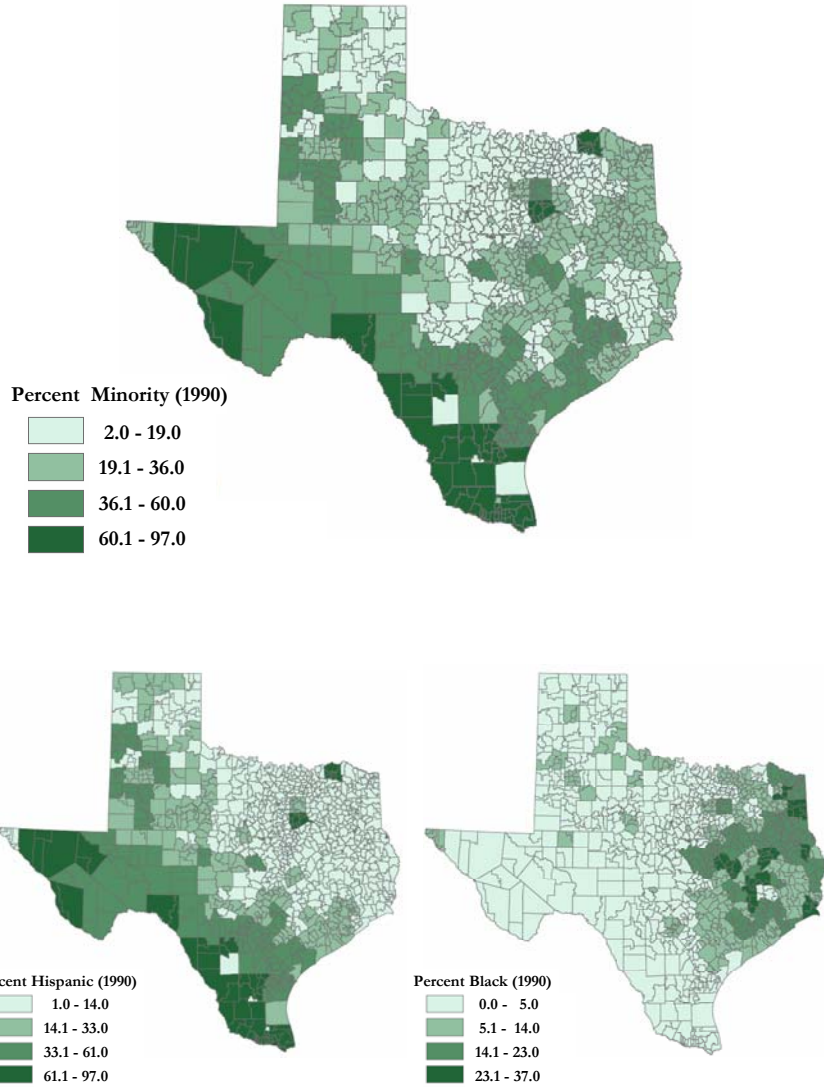 Percent Minority (1990)
2.0 - 19.0
19.1 - 36.0
36.1 - 60.0
60.1 - 97.0
cent Hispanic (1990)
1.0 - 14.0
14.1 - 33.0
33.1 - 61.0
61.1 - 97.0
Percent Black (1990)
0.0 - 5.0
5.1 - 14.0
14.1 - 23.0
23.1 - 37.0